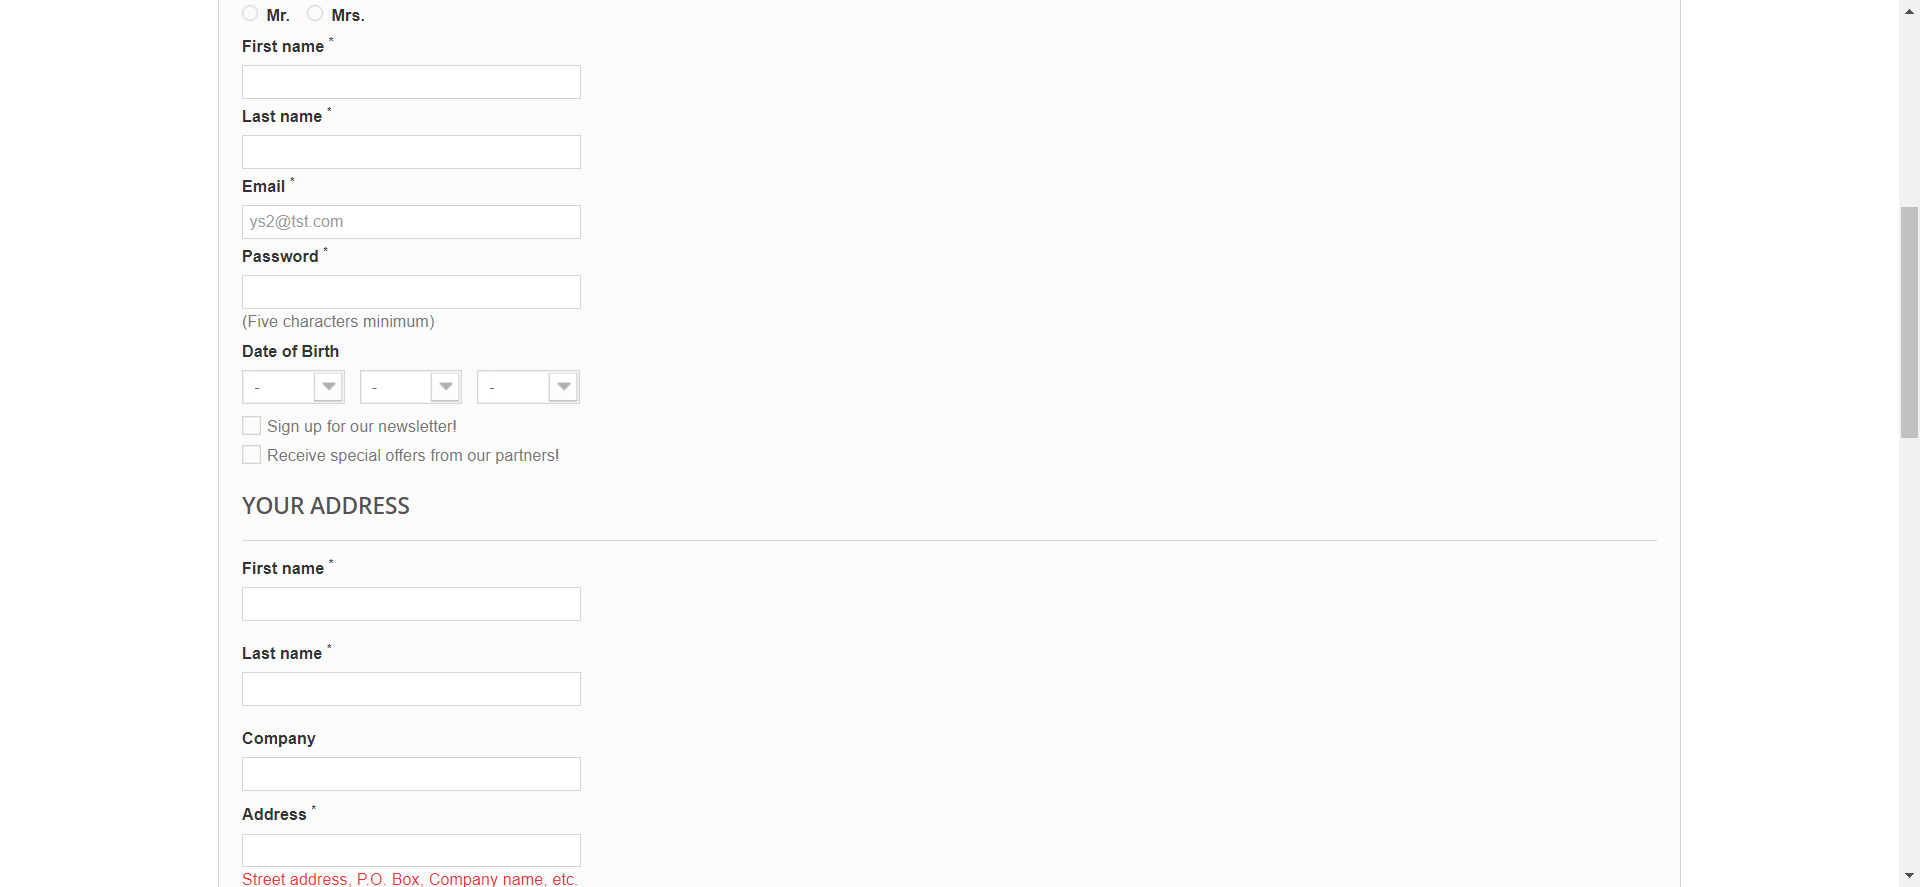 Mr. Mrs.
First name *
Last name *
Email *
ys2@tst.com
Password *
(Five characters minimum)
Date of Birth
- - -
Sign up for our newsletter!
Receive special offers from our partners!
YOUR ADDRESS
First name *
Last name *
Company
Address *
Street address, P.O. Box, Company name, etc.